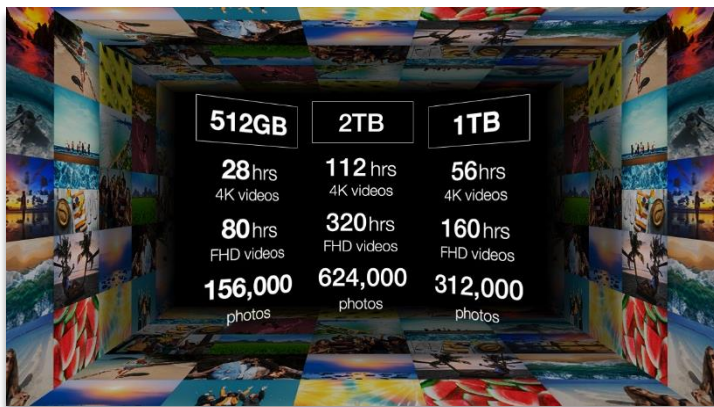 512GB
28hrs
4K videos
80hrs
FHD videos
156,000
photos
2TB
112 hrs
4K videos
320hrs
FHD videos
624,000
photos
1TB
56hrs
4K videos
160hrs
FHD videos
312,000
photos